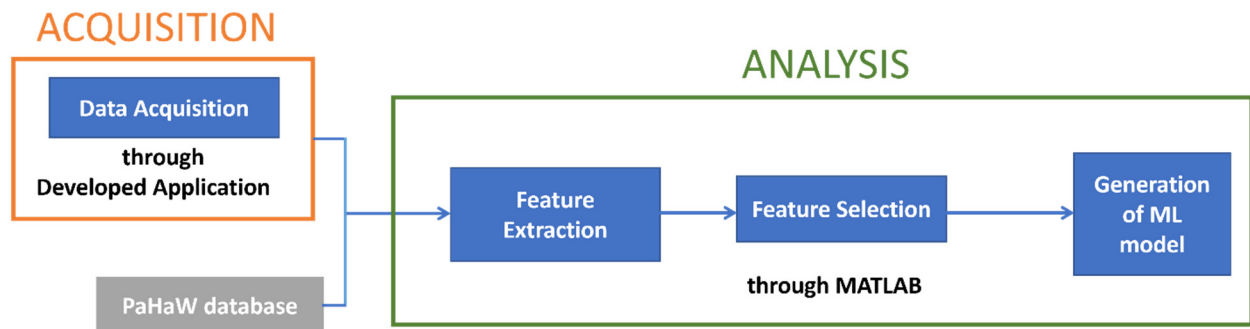 ACQUISITION
Data Acquisition
through
Developed Application
PaHaW database
ANALYSIS
Feature
Extraction
Feature Selection
Generation
of ML
model
through MATLAB